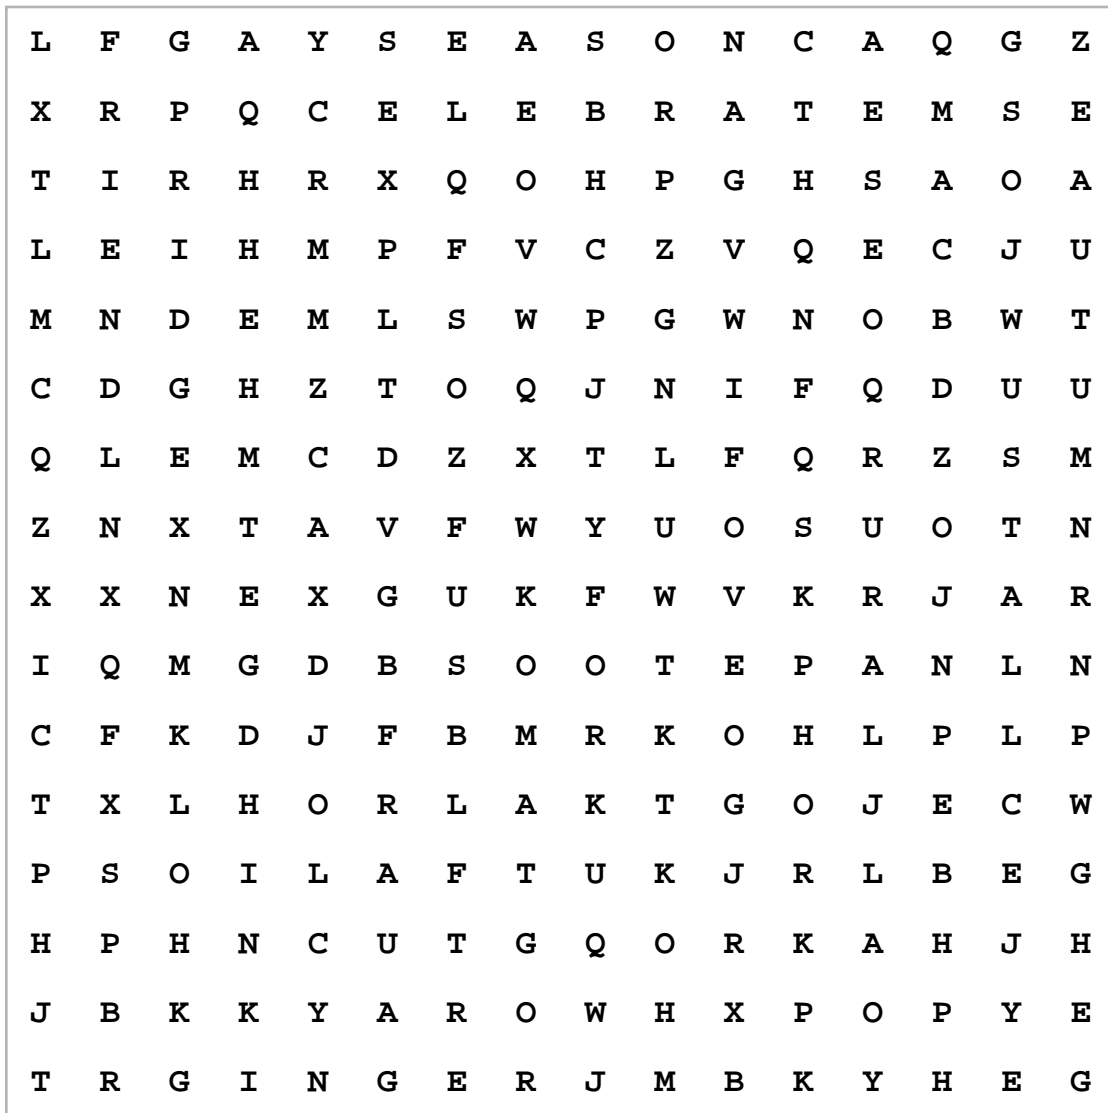 L F G A Y S E A S O N C A Q G Z
X R P Q C E L E B R A T E M S E
T I R H R X Q O H P G H S A O A
L E I H M P F V C Z V Q E C J U
M N D E M L S W P G W N O B W T
C D G H Z T O Q J N I F Q D U U
Q L E M C D Z X T L F Q R Z S M
Z N X T A V F W Y U O S U O T N
X X N E X G U K F W V K R J A R
I Q M G D B S O O T E P A N L N
C F K D J F B M R K O H L P L P
T X L H O R L A K T G O J E C W
P S O I L A F T U K J R L B E G
H P H N C U T G Q O R K A H J H
J B K K Y A R O W H X P O P Y E
T R G I N G E R J M B K Y H E G